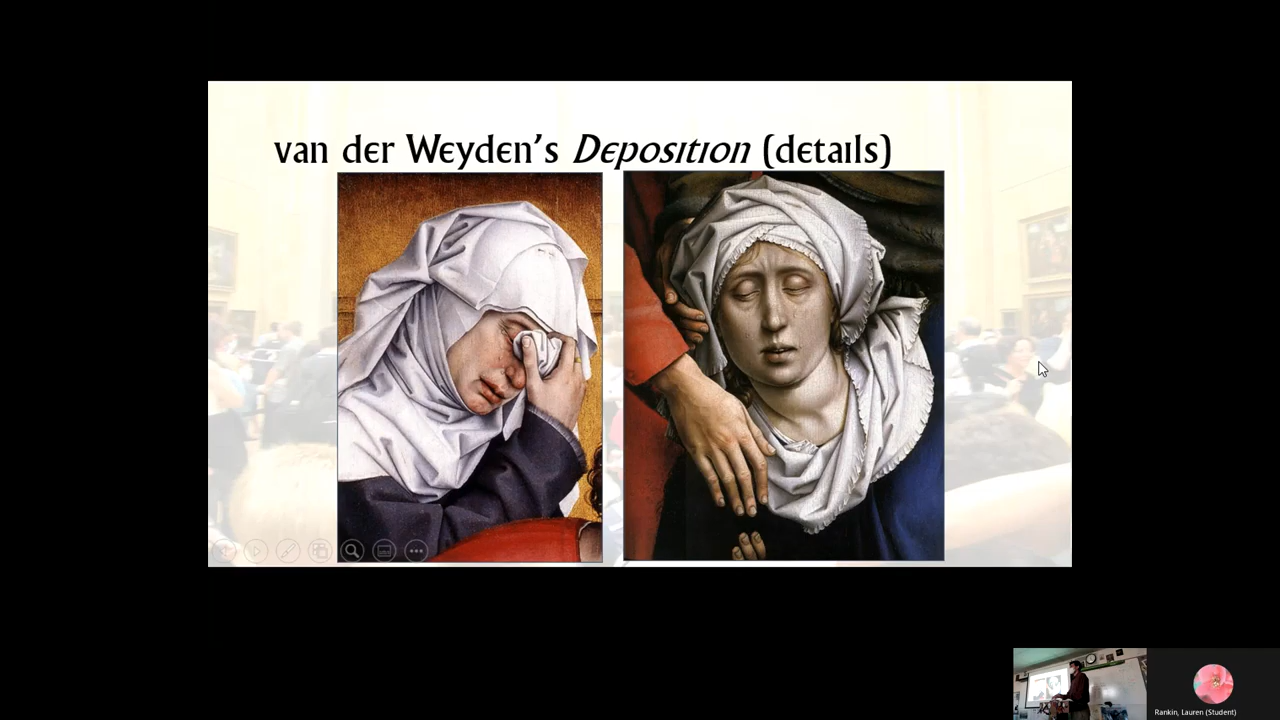 van der Weyden's Deposition (details)
Rankin, Lauren (Student)